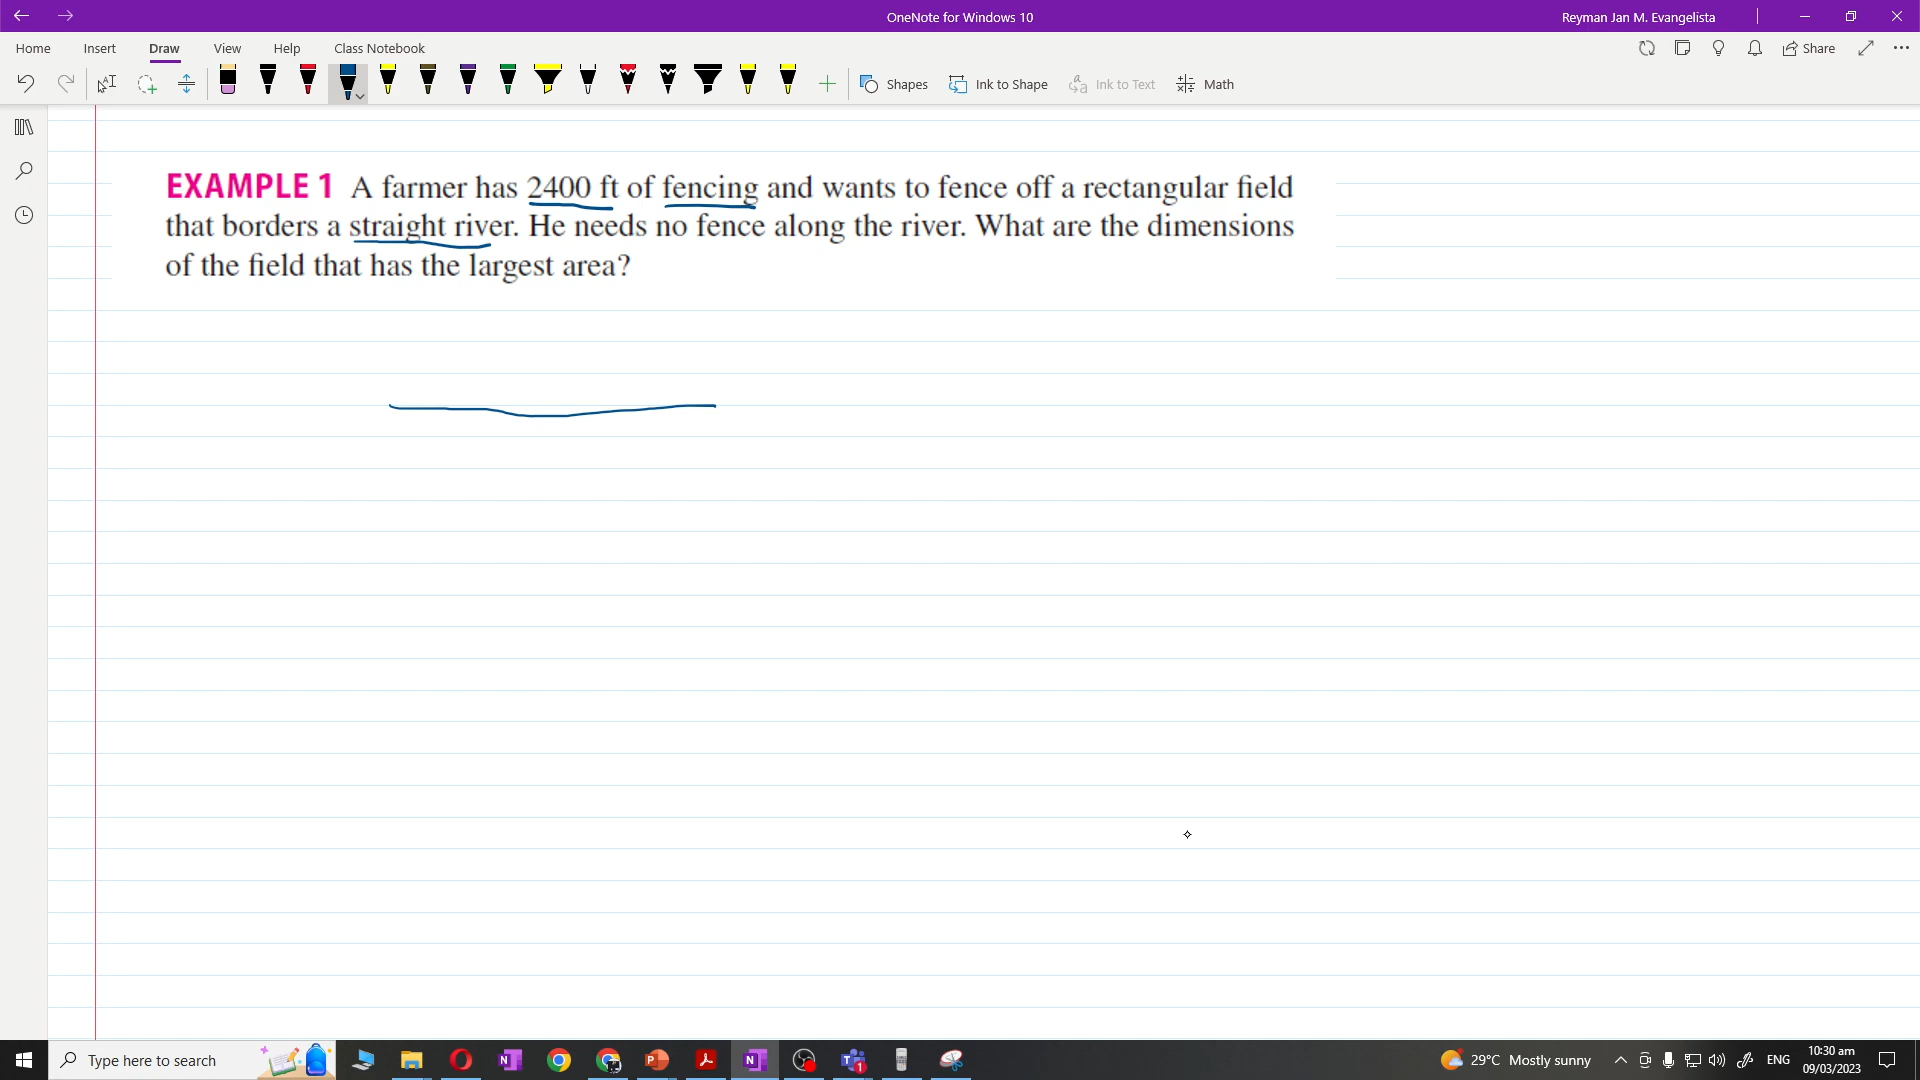 OneNote for Windows 10
Reyman Jan M. Evangelista
Home Insert Draw View Help Class Notebook
Share
Shapes Ink to Shape Ink to Text Math
EXAMPLE 1 A farmer has 2400 ft of fencing and wants to fence off a rectangular field
that borders a straight river. He needs no fence along the river. What are the dimensions
of the field that has the largest area?
Type here to search
29°C Mostly sunny
ENG
10:30 am
09/03/2023